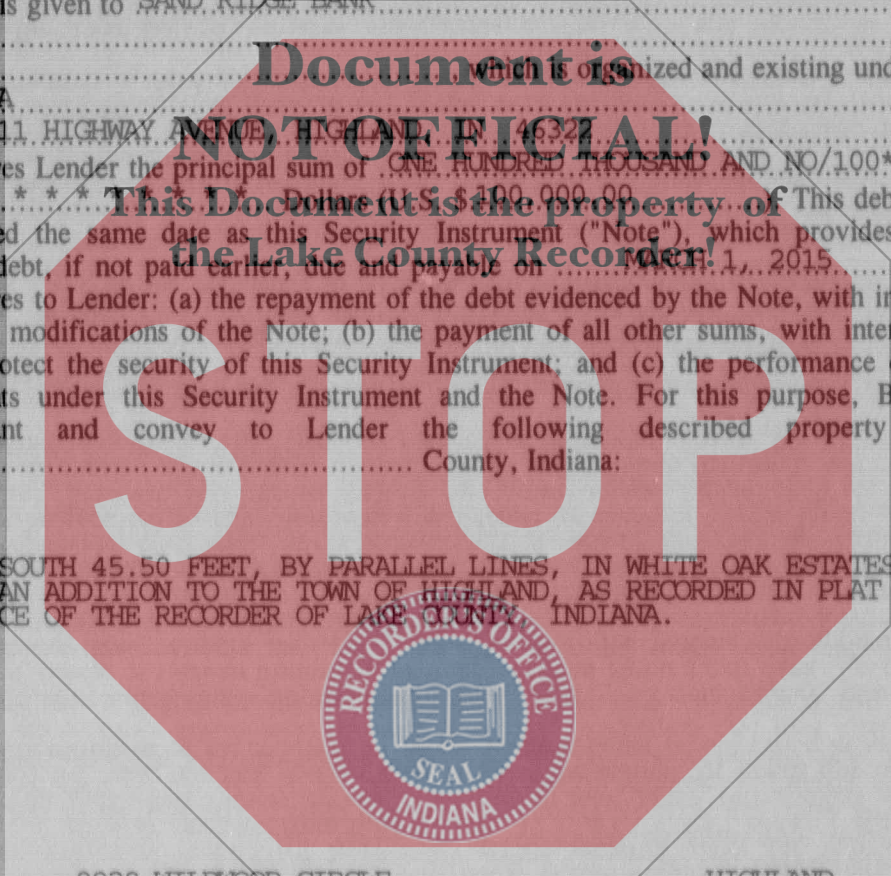 is given to SAND RIDGE BANK
which is organized and existing und
A
11 HIGHWAY AVENUE, HIGHLAND, IN 46322
es Lender the principal sum of ONE HUNDRED THOUSAND AND NO/100*
* * * * * * * * * Dollars (U.S. $100,000.00 ). This deb
ed the same date as this Security Instrument ("Note"), which provides
debt, if not paid earlier, due and payable on MARCH 1, 2015
es to Lender: (a) the repayment of the debt evidenced by the Note, with in
modifications of the Note; (b) the payment of all other sums, with inter
otect the security of this Security Instrument; and (c) the performance
ts under this Security Instrument and the Note. For this purpose, B
nt and convey to Lender the following described property
County, Indiana:
SOUTH 45.50 FEET, BY PARALLEL LINES, IN WHITE OAK ESTATES
AN ADDITION TO THE TOWN OF HIGHLAND, AS RECORDED IN PLAT
CE OF THE RECORDER OF LAKE COUNTY, INDIANA.
HIGHLAND
Document is
NOT OFFICIAL!
This Document is the property of
the Lake County Recorder!
STOP
RECORDER'S OFFICE
SEAL
INDIANA